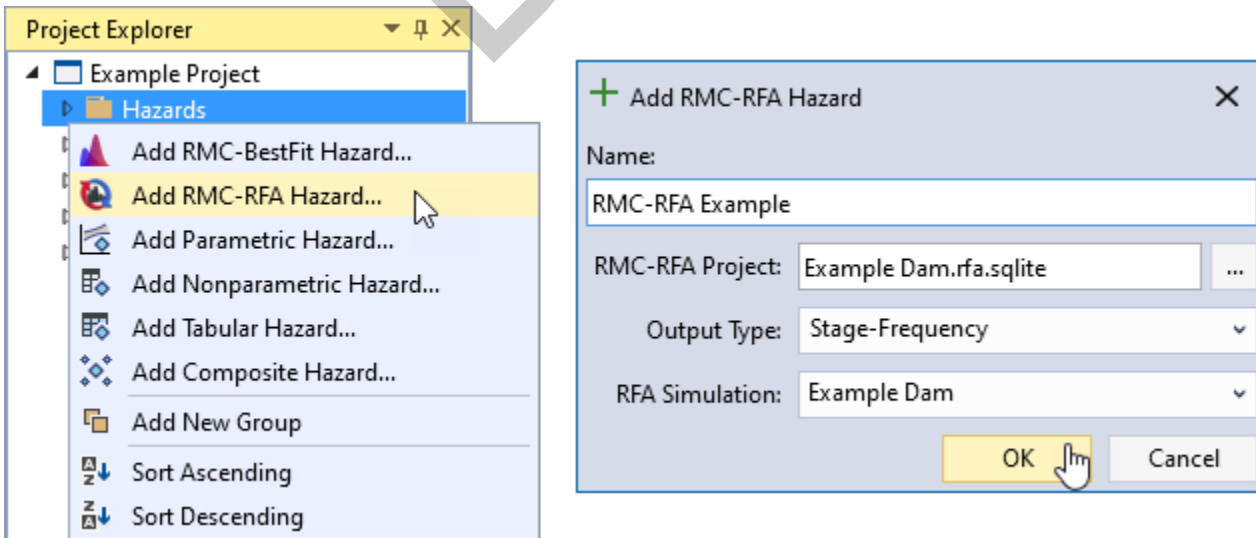 Project Explorer
Example Project
Hazards
Add RMC-BestFit Hazard...
Add RMC-RFA Hazard...
Add Parametric Hazard...
Add Nonparametric Hazard...
Add Tabular Hazard...
Add Composite Hazard...
Add New Group
Sort Ascending
Sort Descending
Add RMC-RFA Hazard
Name:
RMC-RFA Example
RMC-RFA Project: Example Dam.rfa.sqlite ...
Output Type: Stage-Frequency
RFA Simulation: Example Dam
OK Cancel